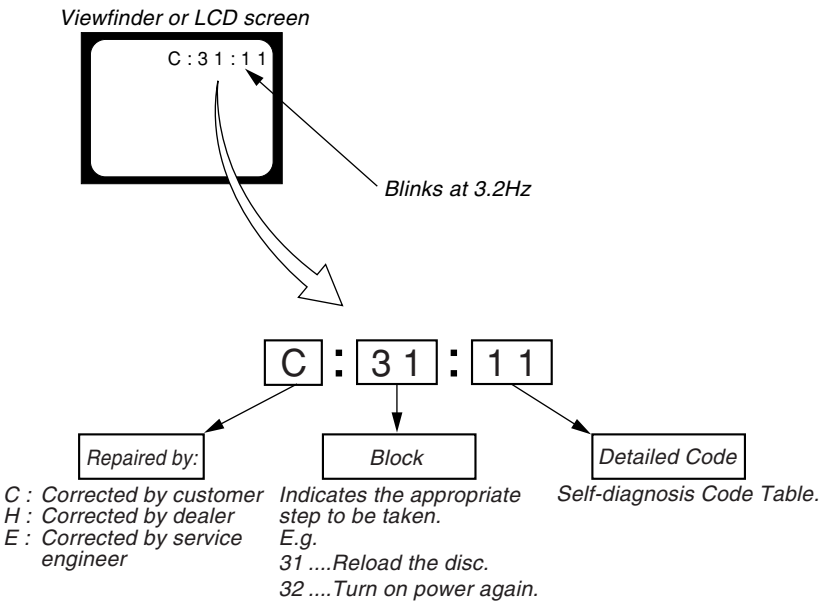 Viewfinder or LCD screen
C:31:11
Blinks at 3.2Hz
C : 31 : 11
Repaired by:
C : Corrected by customer
H : Corrected by dealer
E : Corrected by service
engineer
Block
Indicates the appropriate
step to be taken.
E.g.
31 ....Reload the disc.
32 ....Turn on power again.
Detailed Code
Self-diagnosis Code Table.